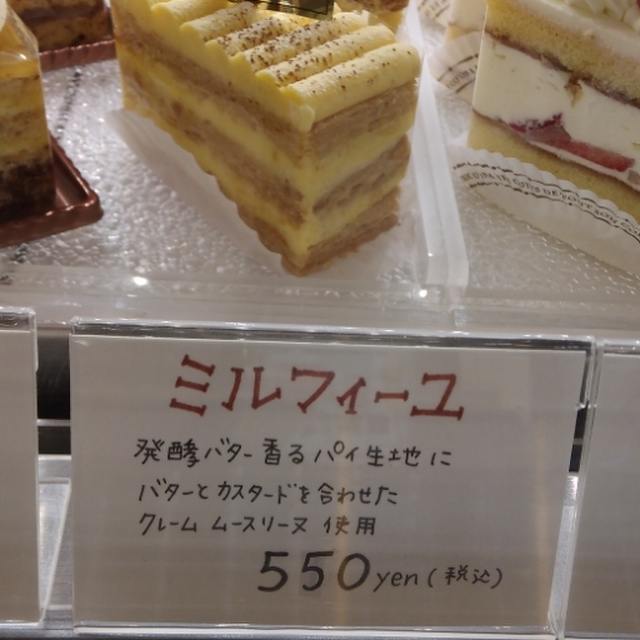 ミルフィーユ
発酵バター香るパイ生地に
バターとカスタードを合わせた
クレーム ムースリーヌ 使用
550yen(税込)